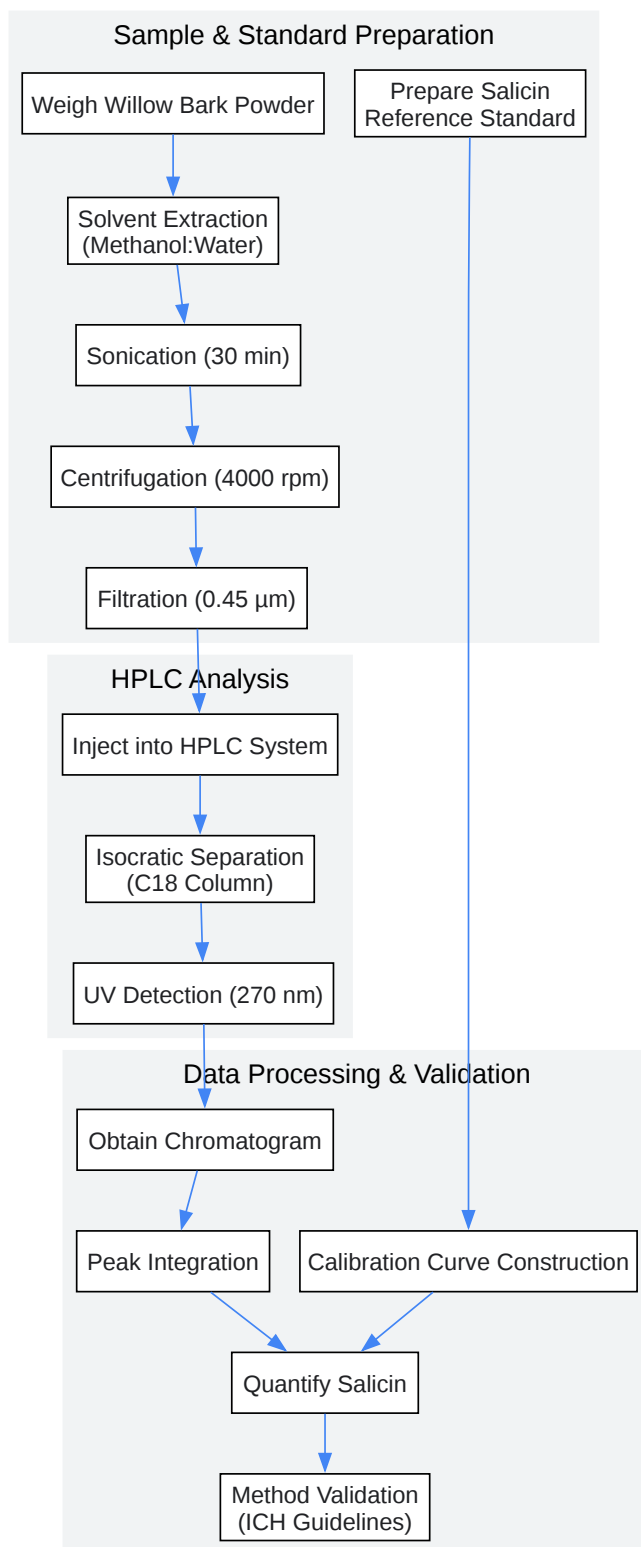 Sample & Standard Preparation
Weigh Willow Bark Powder
Prepare Salicin
Reference Standard
Solvent Extraction
(Methanol:Water)
Sonication (30 min)
Centrifugation (4000 rpm)
Filtration (0.45 µm)
HPLC Analysis
Inject into HPLC System
Isocratic Separation
(C18 Column)
UV Detection (270 nm)
Data Processing & Validation
Obtain Chromatogram
Peak Integration
Calibration Curve Construction
Quantify Salicin
Method Validation
(ICH Guidelines)